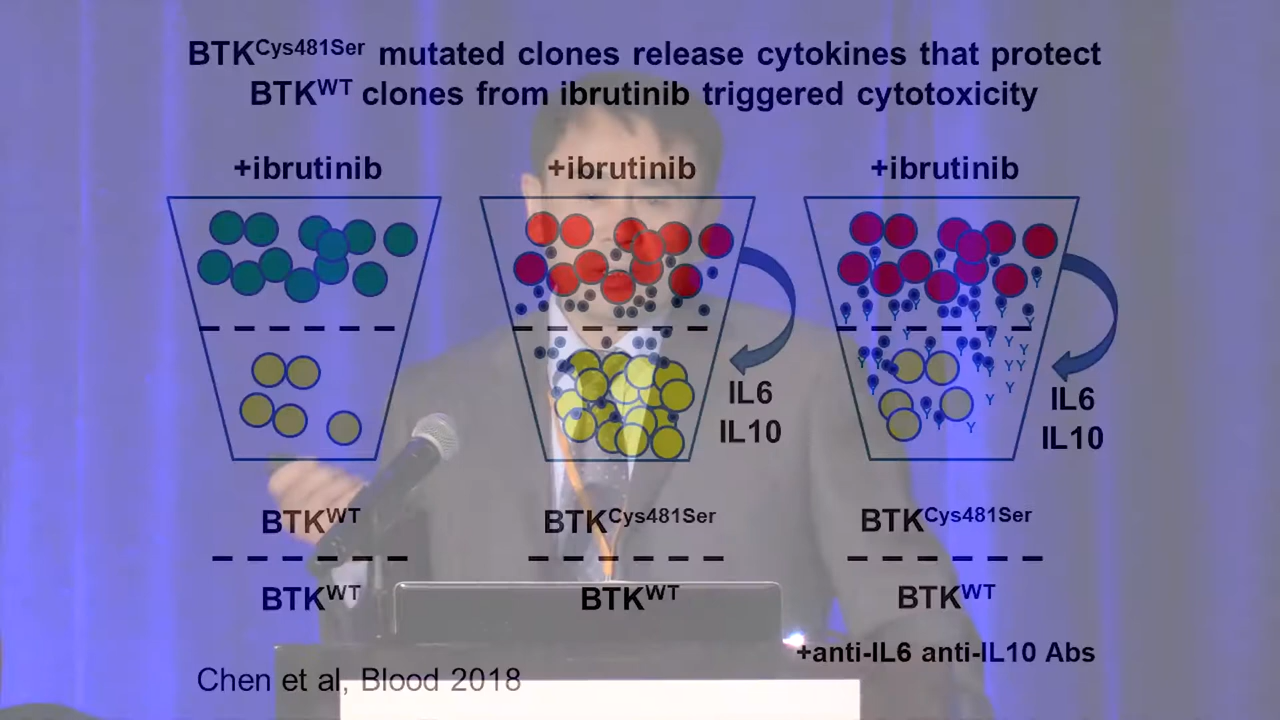 BTKCys481Ser mutated clones release cytokines that protect
BTKWT clones from ibrutinib triggered cytotoxicity
+ibrutinib
+ibrutinib
+ibrutinib
IL6
IL10
IL6
IL10
BTKWT
BTKCys481Ser
BTKCys481Ser
BTKWT
BTKWT
BTKWT
+anti-IL6 anti-IL10 Abs
Chen et al, Blood 2018